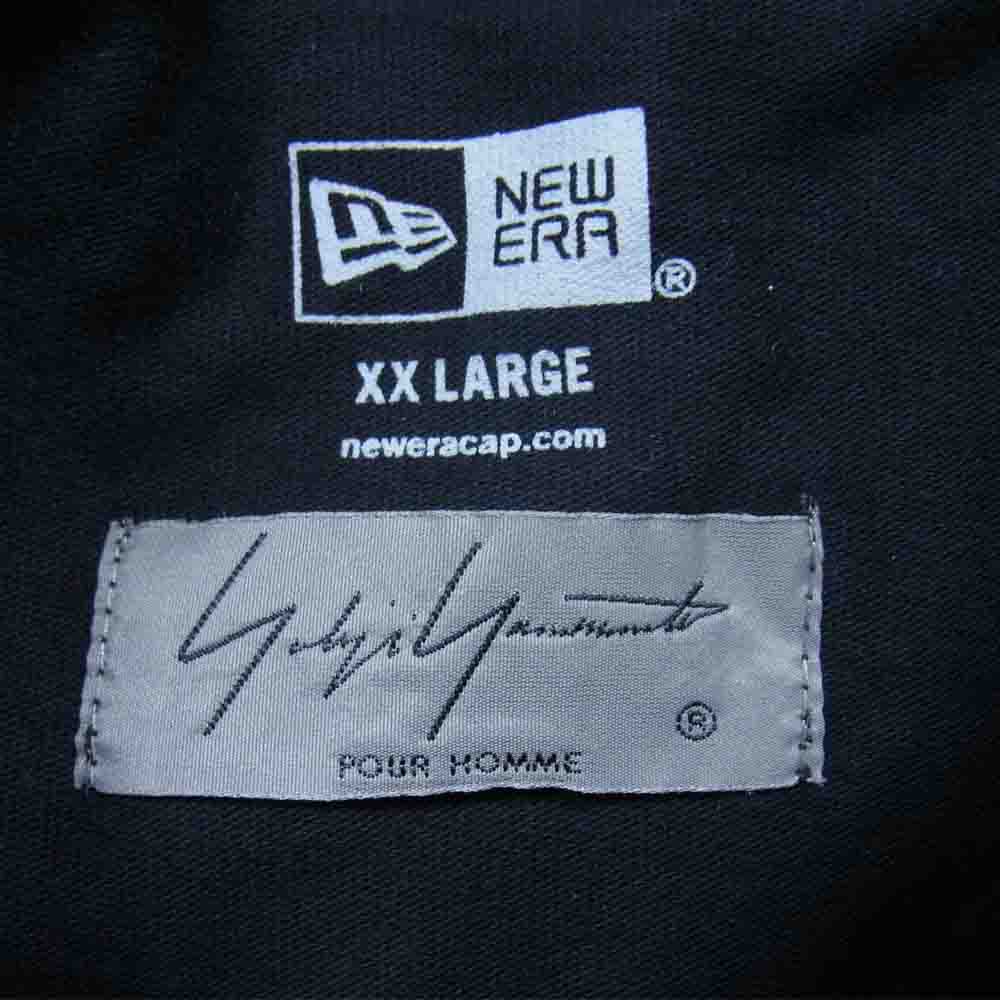 NEW
ERA
®
XX LARGE
neweracap.com
Yohji Yamamoto
®
POUR HOMME